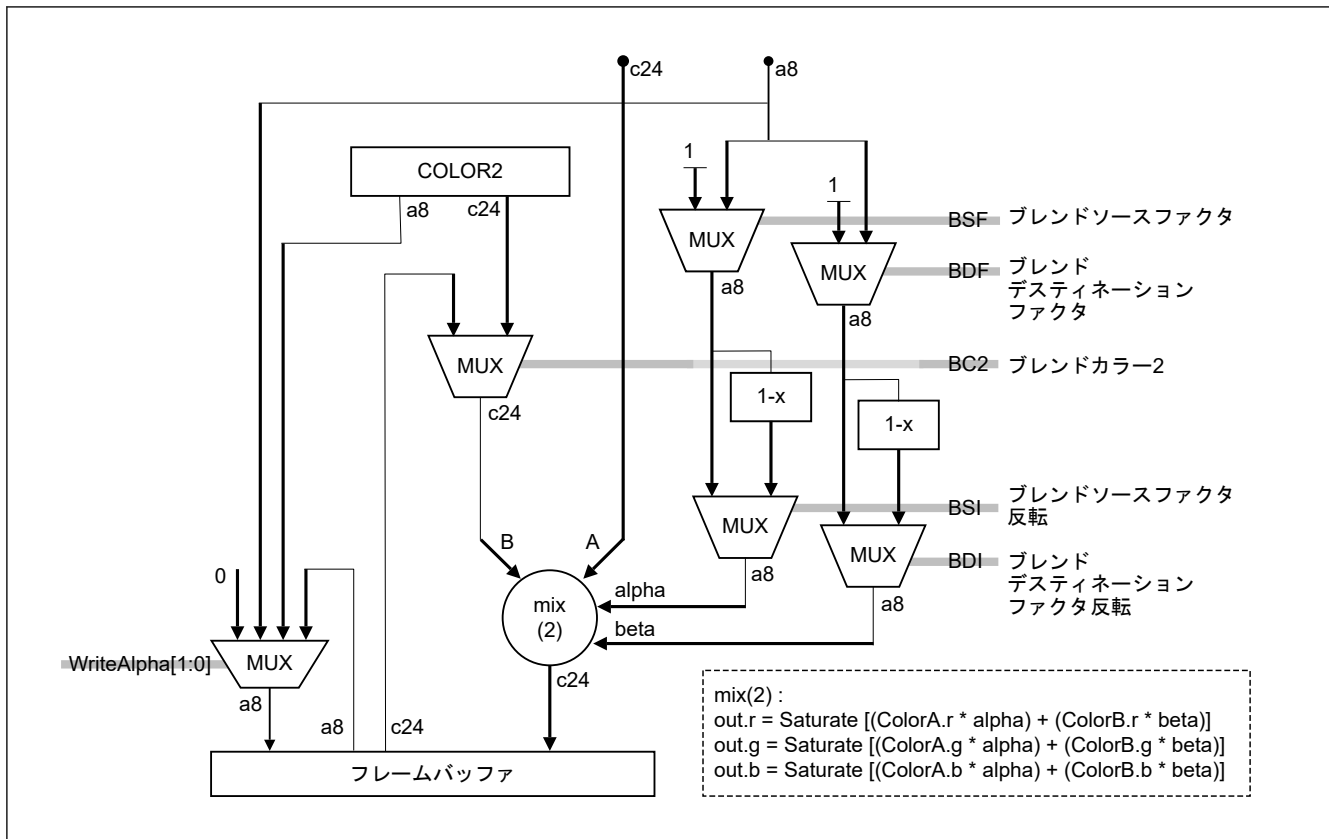 c24
a8
1
COLOR2
1
a8
c24
BSF ブレンドソースファクタ
MUX
MUX
BDF ブレンド
デスティネーション
ファクタ
a8
a8
MUX
BC2 ブレンドカラー2
1-x
c24
1-x
BSI ブレンドソースファクタ
反転
MUX
B
A
MUX
BDI ブレンド
デスティネーション
ファクタ反転
0
a8
alpha
a8
mix
(2)
beta
WriteAlpha[1:0]
MUX
c24
a8
a8
c24
フレームバッファ
mix(2) :
out.r = Saturate [(ColorA.r * alpha) + (ColorB.r * beta)]
out.g = Saturate [(ColorA.g * alpha) + (ColorB.g * beta)]
out.b = Saturate [(ColorA.b * alpha) + (ColorB.b * beta)]